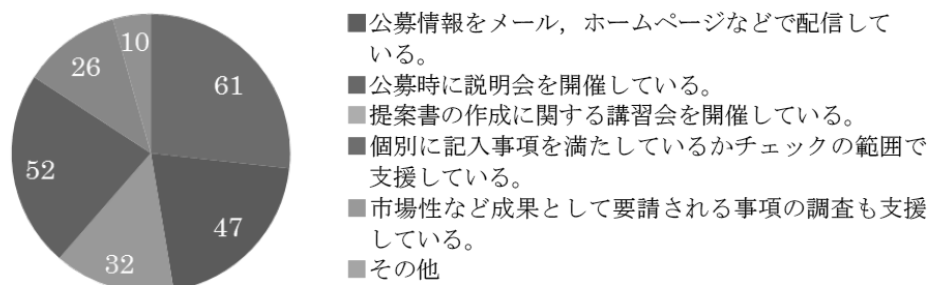 61
47
32
52
26
10
■公募情報をメール，ホームページなどで配信して
いる。
■公募時に説明会を開催している。
■提案書の作成に関する講習会を開催している。
■個別に記入事項を満たしているかチェックの範囲で
支援している。
■市場性など成果として要請される事項の調査も支援
している。
■その他